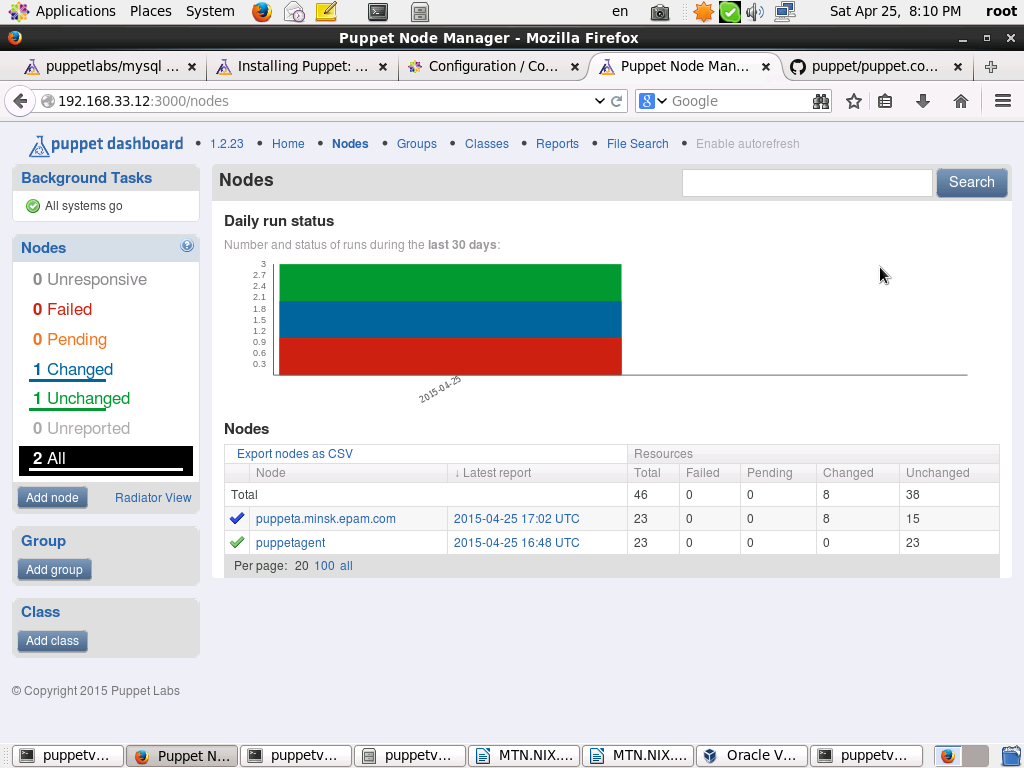 Applications Places System en Sat Apr 25, 8:10 PM root
Puppet Node Manager - Mozilla Firefox
puppetlabs/mysql ... Installing Puppet: ... Configuration / Co... Puppet Node Man... puppet/puppet.co...
192.168.33.12:3000/nodes Google
puppet dashboard • 1.2.23 • Home • Nodes • Groups • Classes • Reports • File Search • Enable autorefresh
Background Tasks
All systems go
Nodes
0 Unresponsive
0 Failed
0 Pending
1 Changed
1 Unchanged
0 Unreported
2 All
Add node Radiator View
Group
Add group
Class
Add class
© Copyright 2015 Puppet Labs
Nodes Search
Daily run status
Number and status of runs during the last 30 days:
3
2.7
2.4
2.1
1.8
1.5
1.2
0.9
0.6
0.3
2015-04-25
Nodes
Export nodes as CSV Resources
Node ↓ Latest report Total Failed Pending Changed Unchanged
Total 46 0 0 8 38
puppeta.minsk.epam.com 2015-04-25 17:02 UTC 23 0 0 8 15
puppetagent 2015-04-25 16:48 UTC 23 0 0 0 23
Per page: 20 100 all
puppetv... Puppet N... puppetv... puppetv... MTN.NIX.... MTN.NIX.... Oracle V... puppetv...